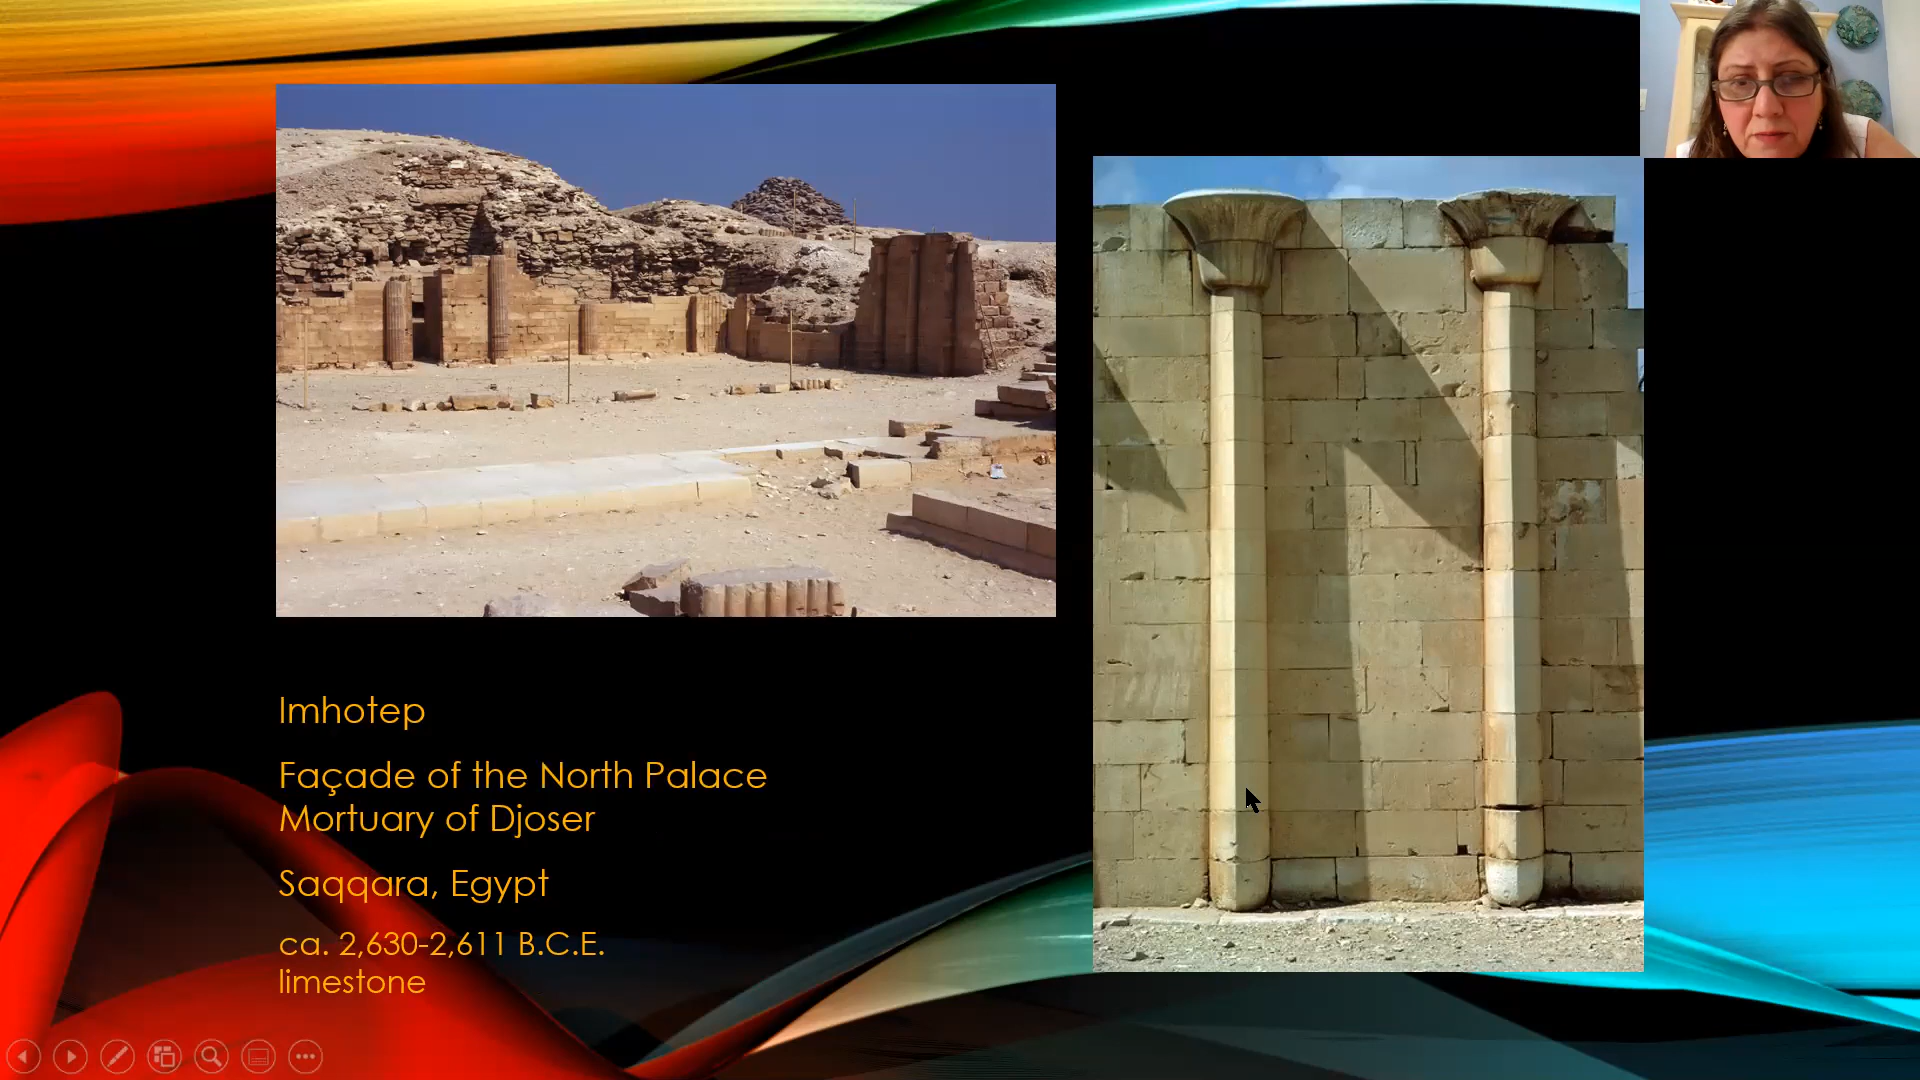 Imhotep
Façade of the North Palace
Mortuary of Djoser
Saqqara, Egypt
ca. 2,630-2,611 B.C.E.
limestone